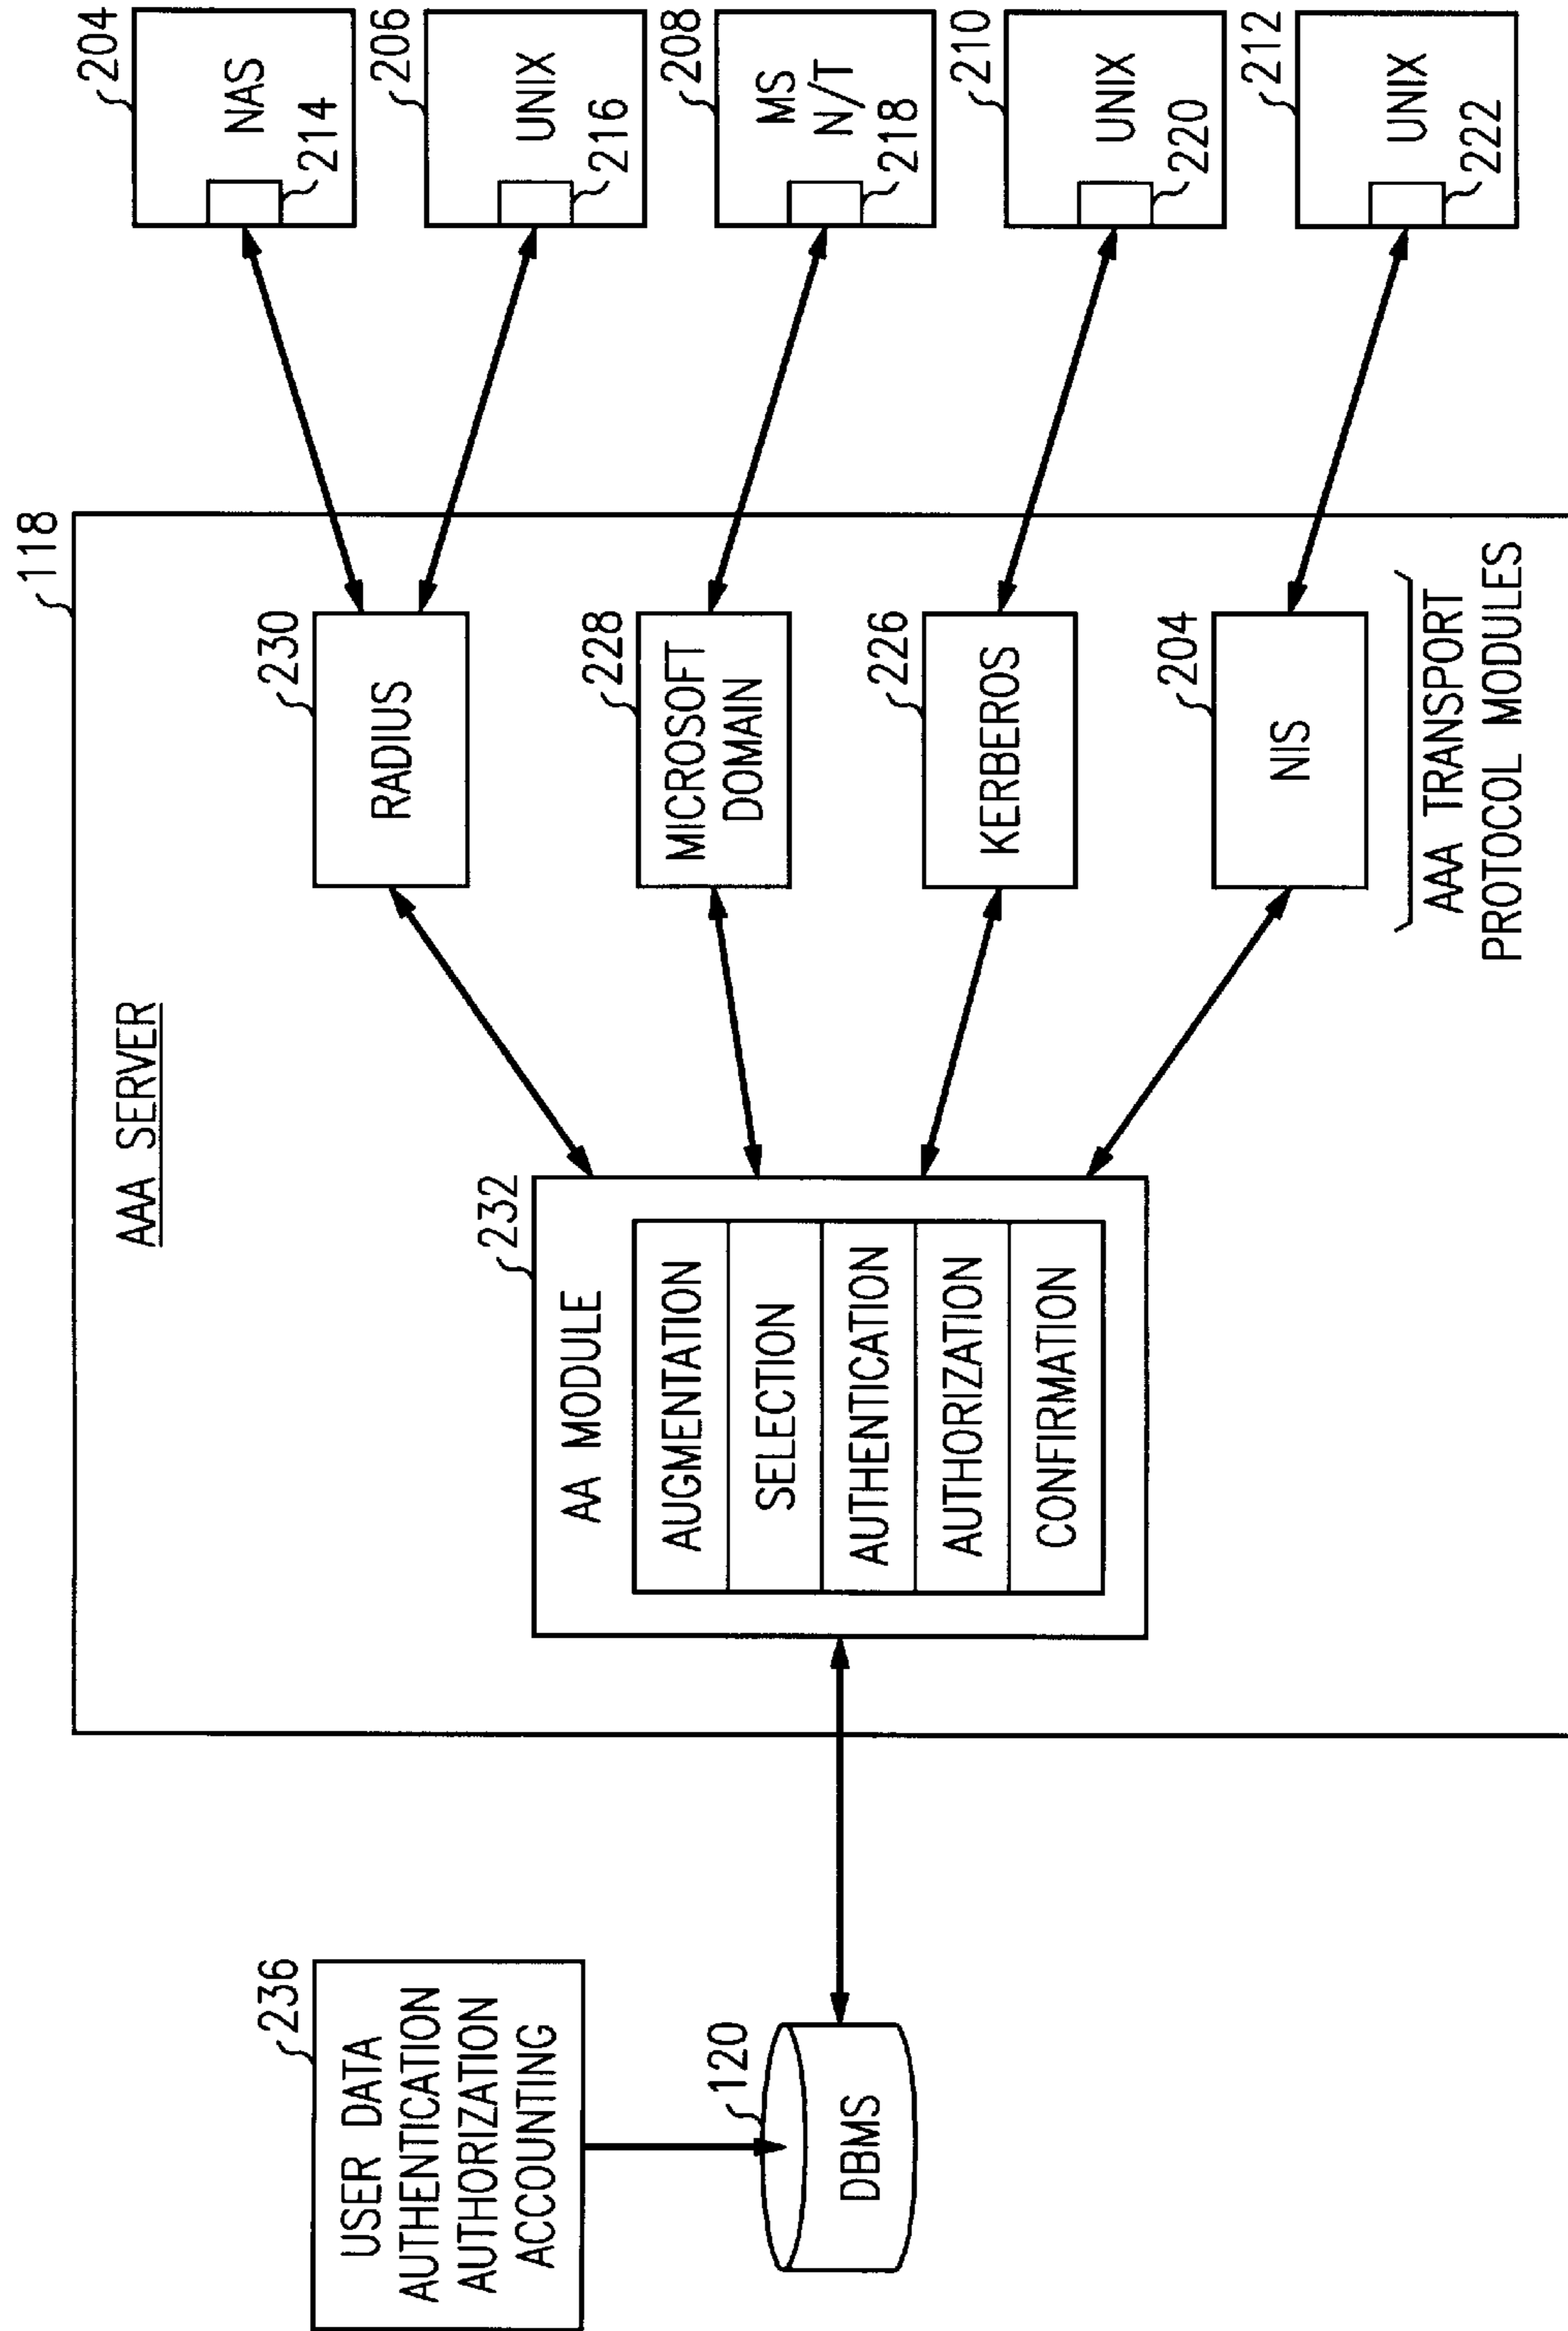 236
USER DATA
AUTHENTICATION
AUTHORIZATION
ACCOUNTING
120
DBMS
118
AAA SERVER
232
AA MODULE
AUGMENTATION
SELECTION
AUTHENTICATION
AUTHORIZATION
CONFIRMATION
230
RADIUS
228
MICROSOFT
DOMAIN
226
KERBEROS
204
NIS
AAA TRANSPORT
PROTOCOL MODULES
204
NAS
214
206
UNIX
216
208
MS
N/T
218
210
UNIX
220
212
UNIX
222